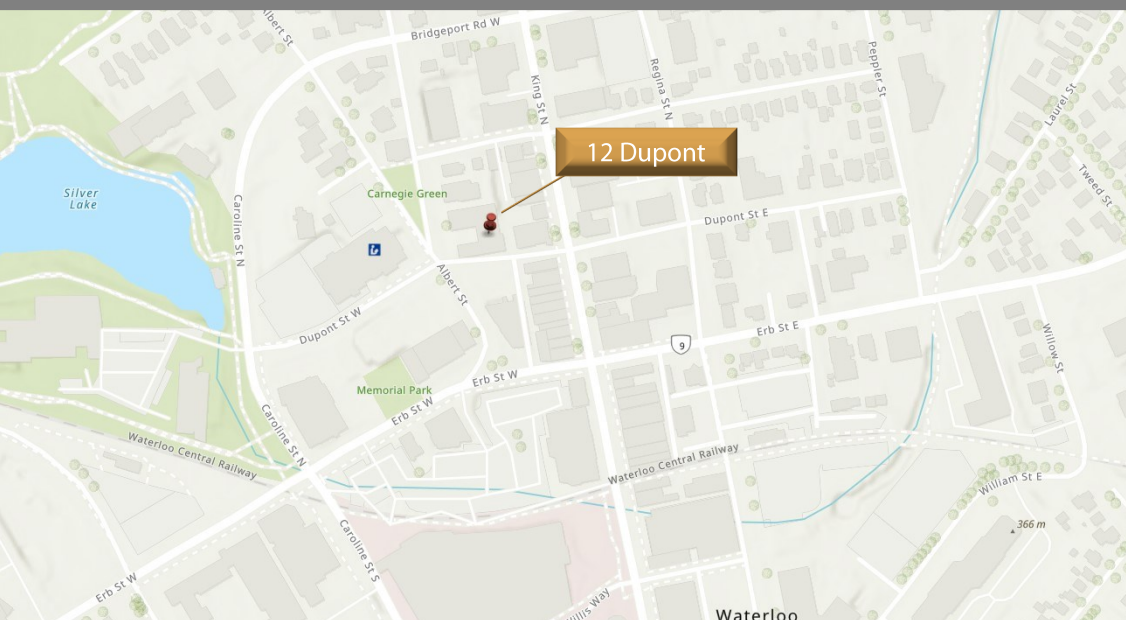 Albert St
Bridgeport Rd W
King St N
Regina St N
Peppler St
Laurel St
12 Dupont
Silver
Lake
Carnegie Green
Tweed St
Caroline St N
Dupont St E
Albert St
Dupont St W
Erb St E
9
Willow St
Erb St W
Memorial Park
Erb St W
Caroline St N
Waterloo Central Railway
Waterloo Central Railway
William St E
366 m
Caroline St S
Erb St W
Willis Way
Waterloo